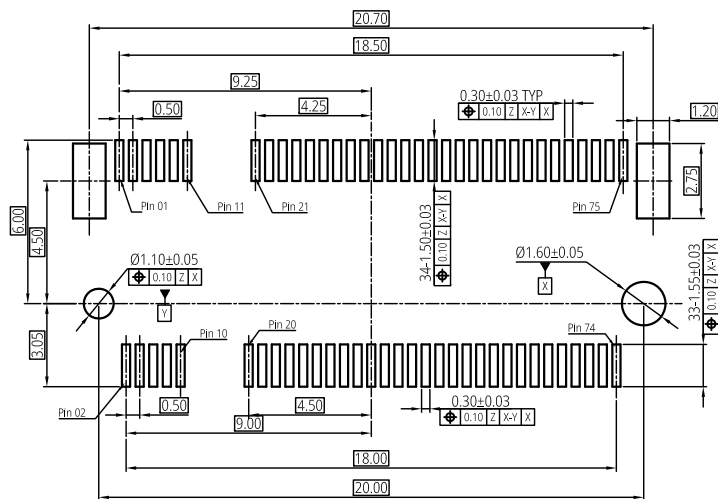 20.70
18.50
9.25
0.50
4.25
0.30±0.03 TYP
⌖ 0.10 Z X-Y X
1.20
Pin 01
Pin 11
Pin 21
Pin 75
2.75
6.00
4.50
34-1.50±0.03
⌖ 0.10 Z X-Y X
Ø1.10±0.05
⌖ 0.10 Z X
Y
Ø1.60±0.05
X
33-1.55±0.03
⌖ 0.10 Z X-Y X
3.05
Pin 10
Pin 20
Pin 74
Pin 02
0.50
4.50
0.30±0.03
⌖ 0.10 Z X-Y X
9.00
18.00
20.00